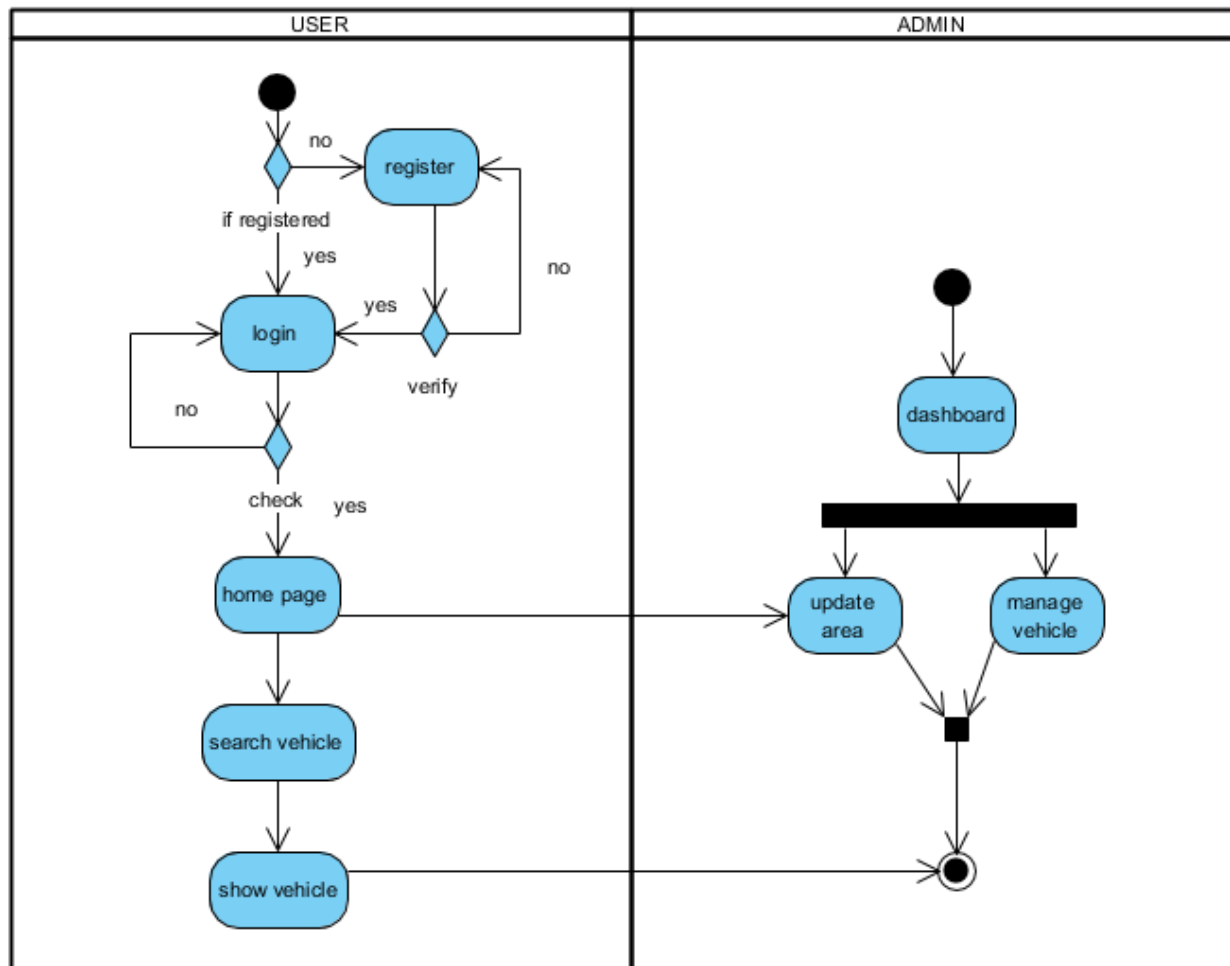 USER
ADMIN
no
register
if registered
yes
no
yes
login
verify
no
dashboard
check
yes
home page
update
area
manage
vehicle
search vehicle
show vehicle